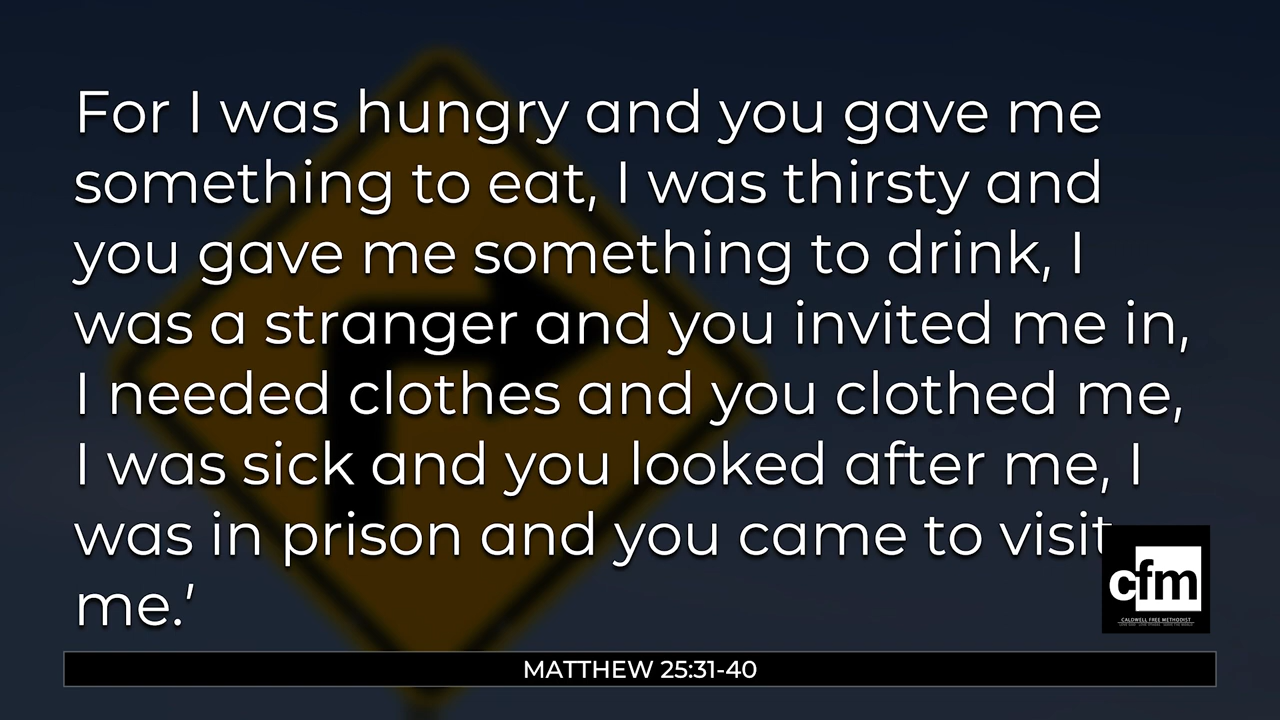 For I was hungry and you gave me
something to eat, I was thirsty and
you gave me something to drink, I
was a stranger and you invited me in,
I needed clothes and you clothed me,
I was sick and you looked after me, I
was in prison and you came to visit
me.’
cfm
CALDWELL FREE METHODIST
MATTHEW 25:31-40